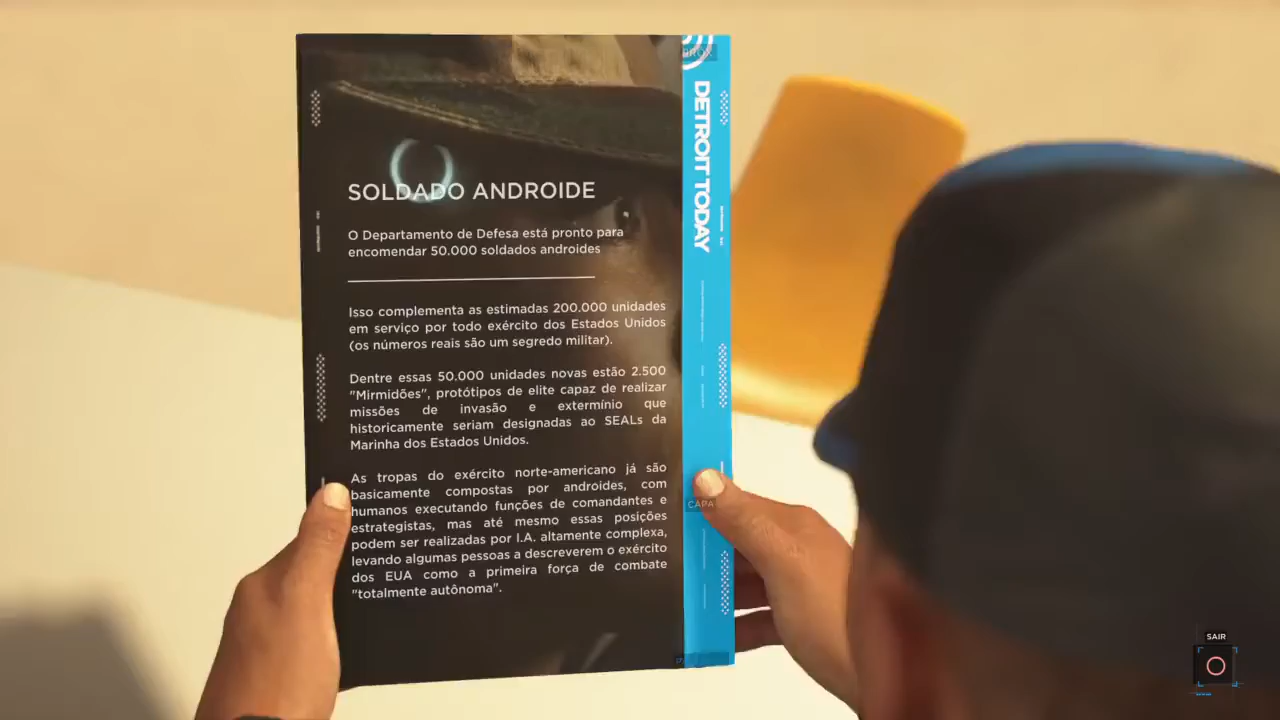 SOLDADO ANDROIDE
O Departamento de Defesa está pronto para
encomendar 50.000 soldados androides
Isso complementa as estimadas 200.000 unidades
em serviço por todo exército dos Estados Unidos
(os números reais são um segredo militar).
Dentre essas 50.000 unidades novas estão 2.500
"Mirmidões", protótipos de elite capaz de realizar
missões de invasão e extermínio que
historicamente seriam designadas ao SEALs da
Marinha dos Estados Unidos.
As tropas do exército norte-americano já são
basicamente compostas por androides, com
humanos executando funções de comandantes e
estrategistas, mas até mesmo essas posições
podem ser realizadas por I.A. altamente complexa,
levando algumas pessoas a descreverem o exército
dos EUA como a primeira força de combate
"totalmente autônoma".
DETROIT TODAY
CAPA
SAIR